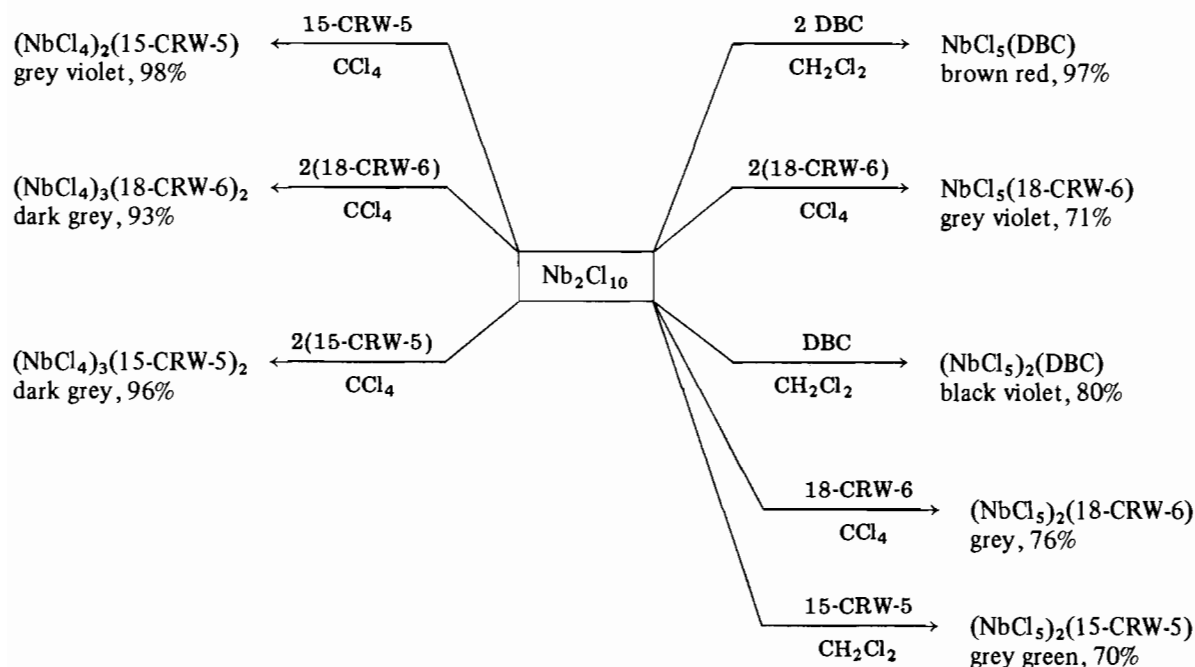 15-CRW-5
(NbCl₄)₂(15-CRW-5)
CCl₄
grey violet, 98%
2(18-CRW-6)
(NbCl₄)₃(18-CRW-6)₂
CCl₄
dark grey, 93%
2(15-CRW-5)
(NbCl₄)₃(15-CRW-5)₂
CCl₄
dark grey, 96%
Nb₂Cl₁₀
2 DBC
NbCl₅(DBC)
CH₂Cl₂
brown red, 97%
2(18-CRW-6)
NbCl₅(18-CRW-6)
CCl₄
grey violet, 71%
DBC
(NbCl₅)₂(DBC)
CH₂Cl₂
black violet, 80%
18-CRW-6
(NbCl₅)₂(18-CRW-6)
CCl₄
grey, 76%
15-CRW-5
(NbCl₅)₂(15-CRW-5)
CH₂Cl₂
grey green, 70%